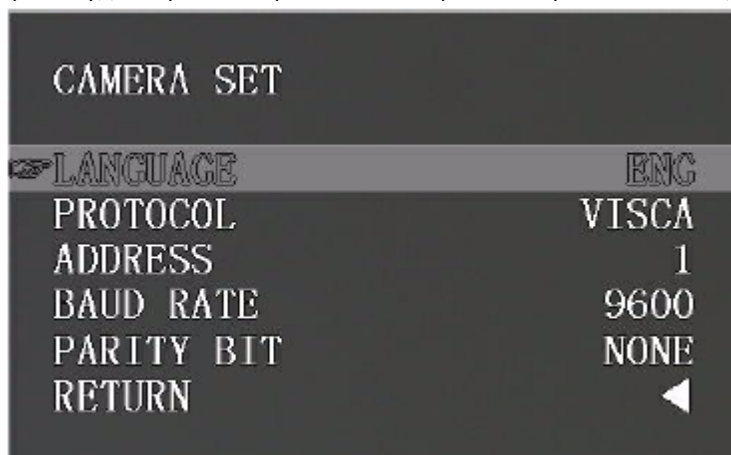 CAMERA SET
LANGUAGE ENG
PROTOCOL VISCA
ADDRESS 1
BAUD RATE 9600
PARITY BIT NONE
RETURN